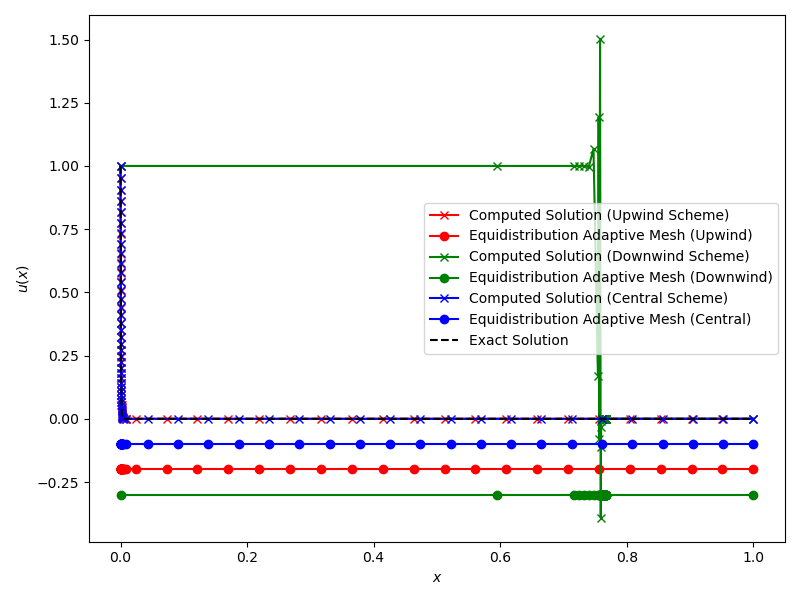 1.50
1.25
1.00
0.75
0.50
0.25
0.00
−0.25
u(x)
Computed Solution (Upwind Scheme)
Equidistribution Adaptive Mesh (Upwind)
Computed Solution (Downwind Scheme)
Equidistribution Adaptive Mesh (Downwind)
Computed Solution (Central Scheme)
Equidistribution Adaptive Mesh (Central)
Exact Solution
0.0 0.2 0.4 0.6 0.8 1.0
x